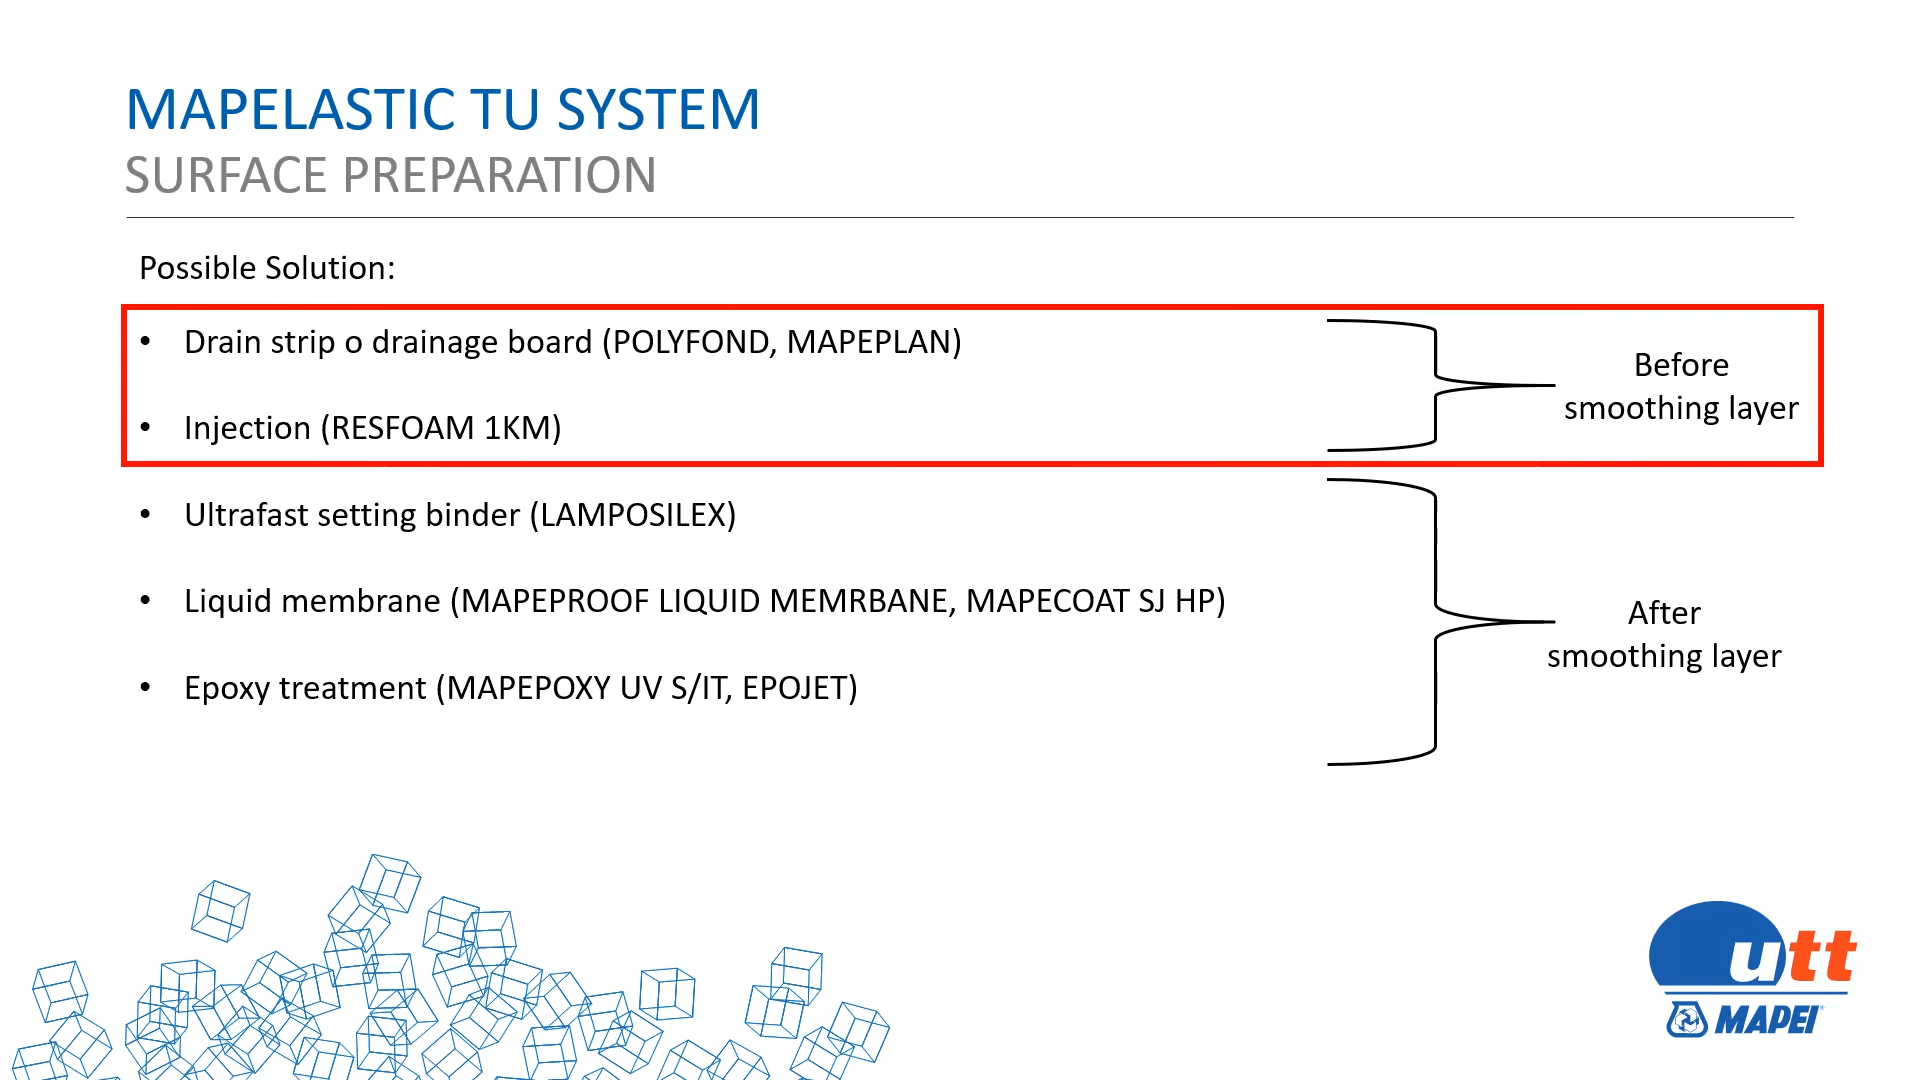 MAPELASTIC TU SYSTEM
SURFACE PREPARATION
Possible Solution:
• Drain strip o drainage board (POLYFOND, MAPEPLAN)
• Injection (RESFOAM 1KM)
Before
smoothing layer
• Ultrafast setting binder (LAMPOSILEX)
• Liquid membrane (MAPEPROOF LIQUID MEMRBANE, MAPECOAT SJ HP)
• Epoxy treatment (MAPEPOXY UV S/IT, EPOJET)
After
smoothing layer
utt
MAPEI